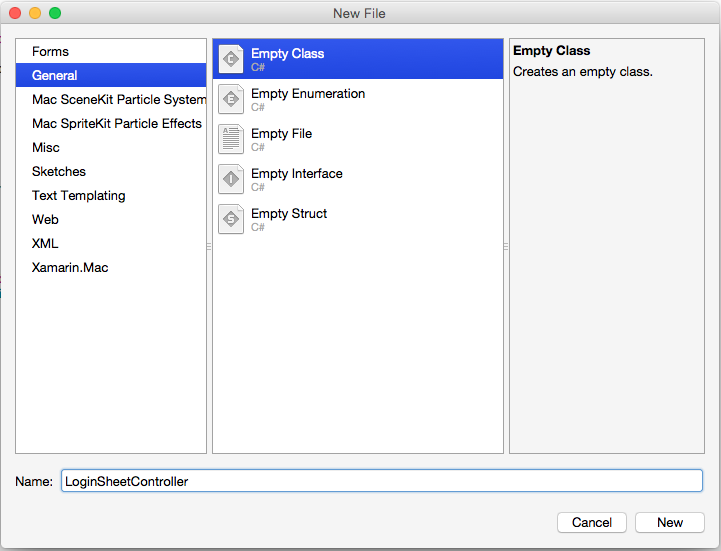 New File
Forms
General
Mac SceneKit Particle System
Mac SpriteKit Particle Effects
Misc
Sketches
Text Templating
Web
XML
Xamarin.Mac
C
Empty Class
C#
E
Empty Enumeration
C#
A
Empty File
C#
I
Empty Interface
C#
S
Empty Struct
C#
Empty Class
Creates an empty class.
Name: LoginSheetController
Cancel New